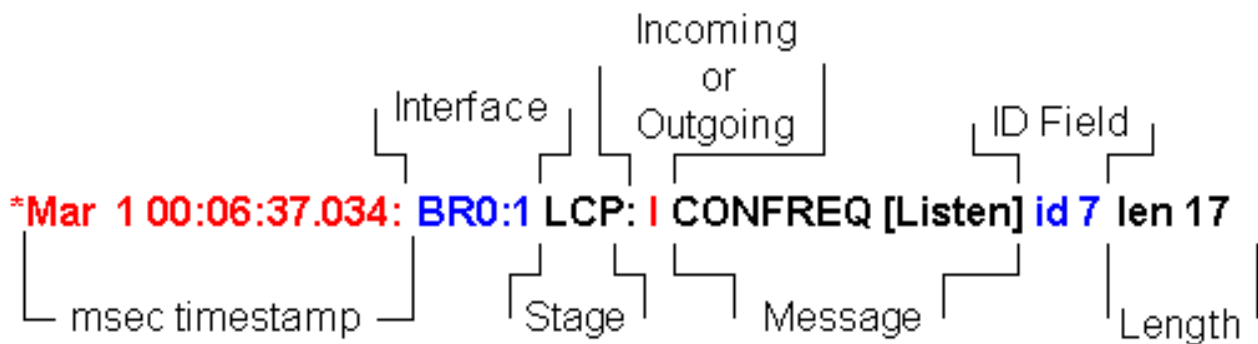 Incoming
or
Outgoing
Interface
ID Field
*Mar 1 00:06:37.034: BR0:1 LCP: I CONFREQ [Listen] id 7 len 17
msec timestamp
Stage
Message
Length